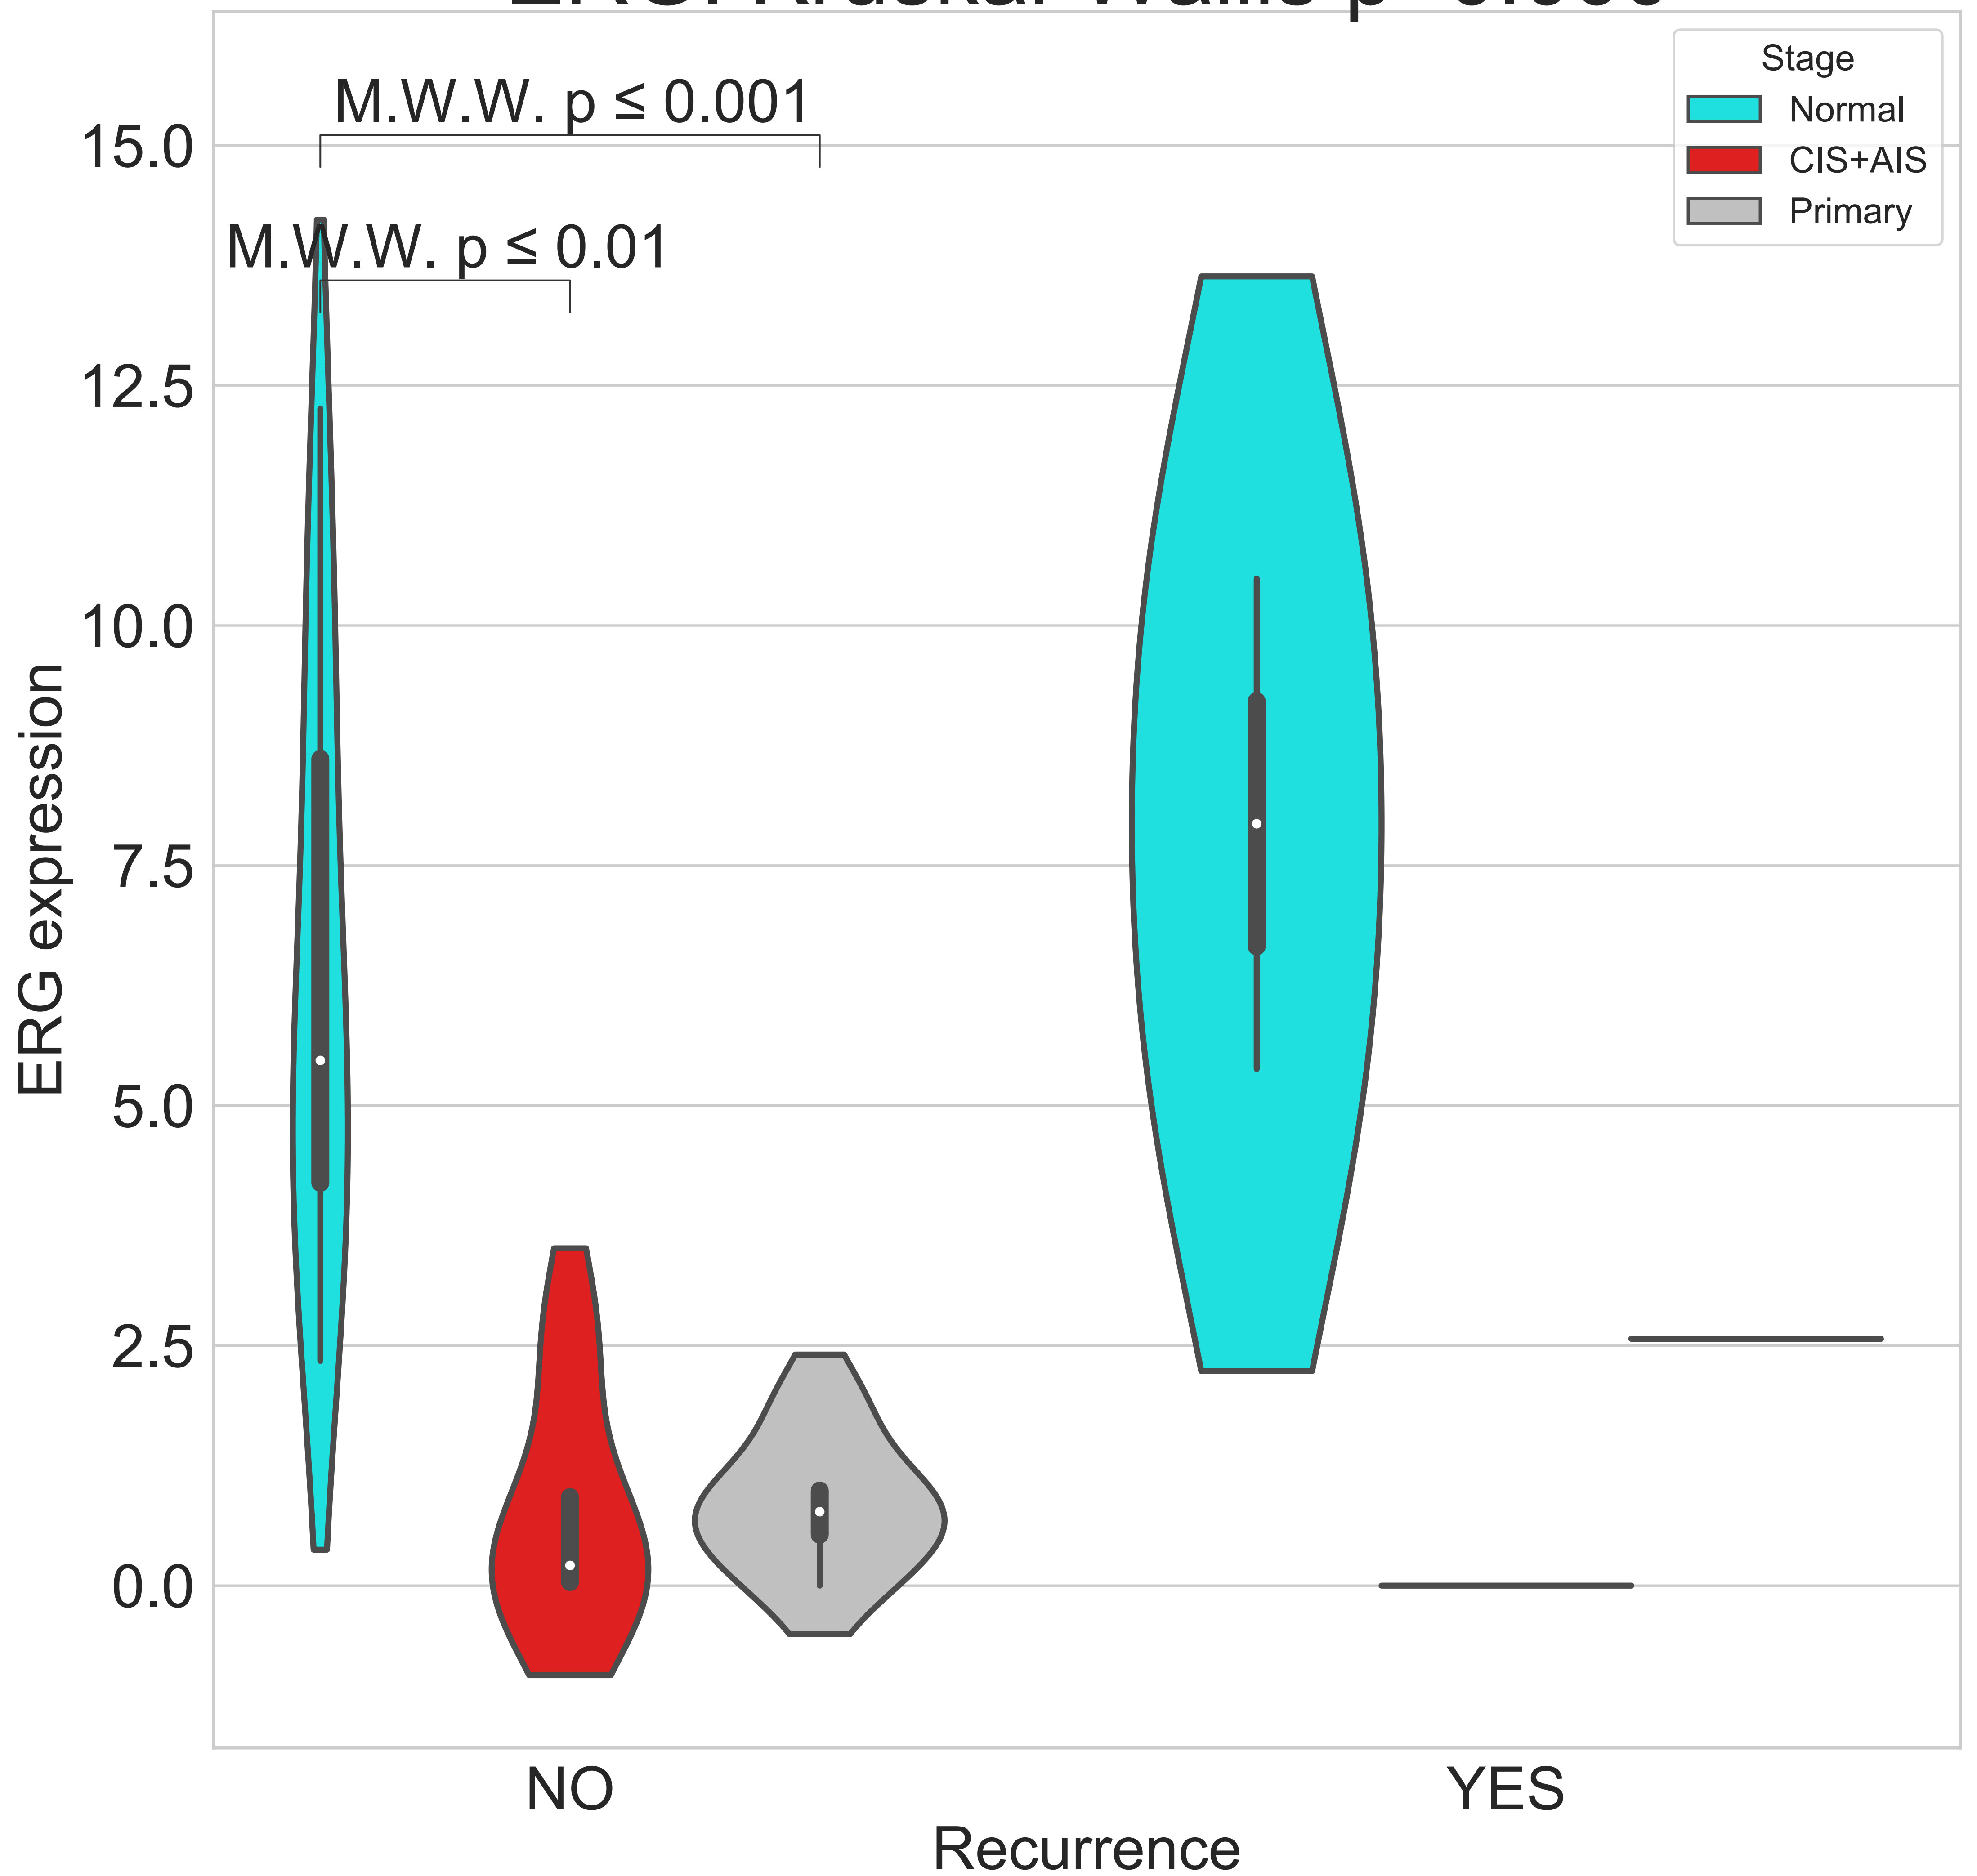 M.W.W. p ≤ 0.001
M.W.W. p ≤ 0.01
Stage
Normal
CIS+AIS
Primary
ERG expression
15.0
12.5
10.0
7.5
5.0
2.5
0.0
NO
YES
Recurrence